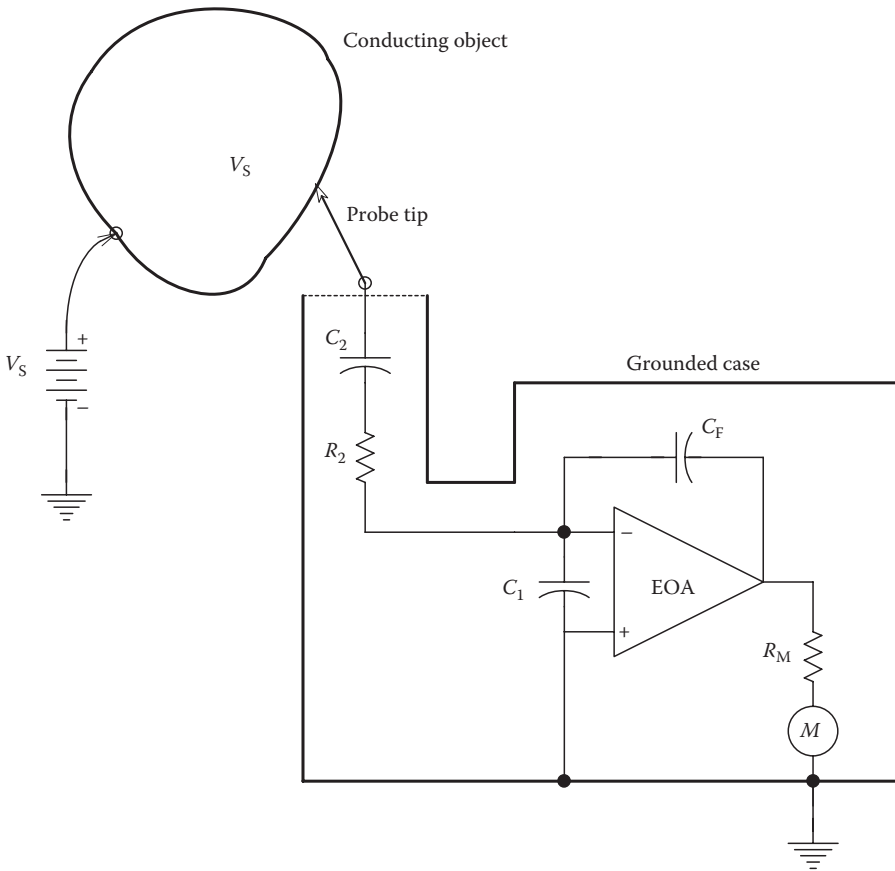 Conducting object
V_S
Probe tip
+
V_S
−
C_2
Grounded case
R_2
C_F
−
C_1
EOA
+
R_M
M